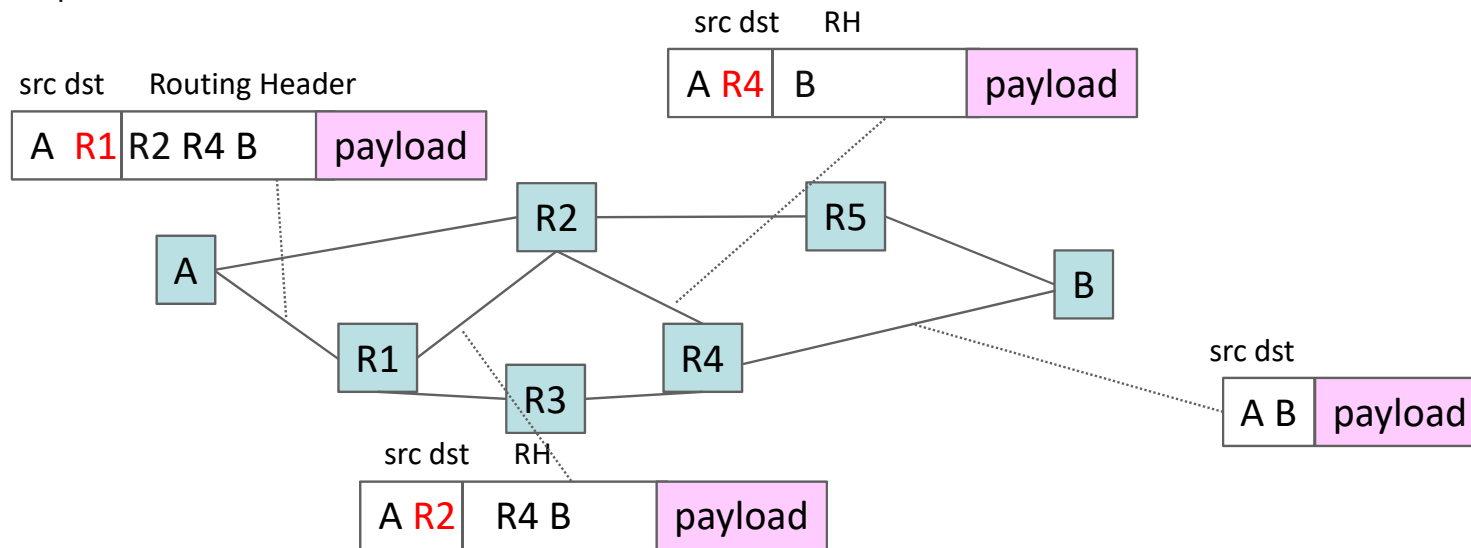 src dst RH
A R4 B payload
src dst Routing Header
A R1 R2 R4 B payload
R2
R5
A
B
R1
R4
R3
src dst
A B payload
src dst RH
A R2 R4 B payload